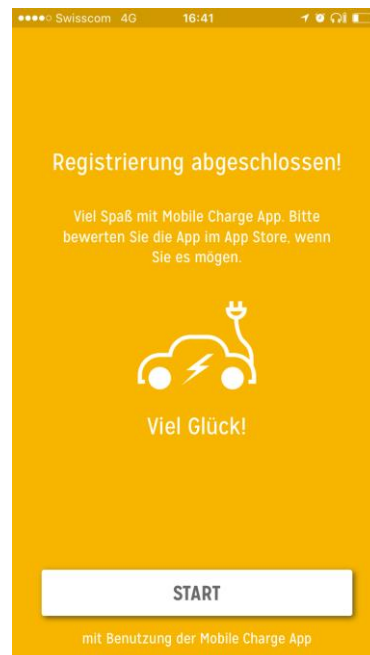 Swisscom 4G 16:41
Registrierung abgeschlossen!
Viel Spaß mit Mobile Charge App. Bitte
bewerten Sie die App im App Store, wenn
Sie es mögen.
Viel Glück!
START
mit Benutzung der Mobile Charge App